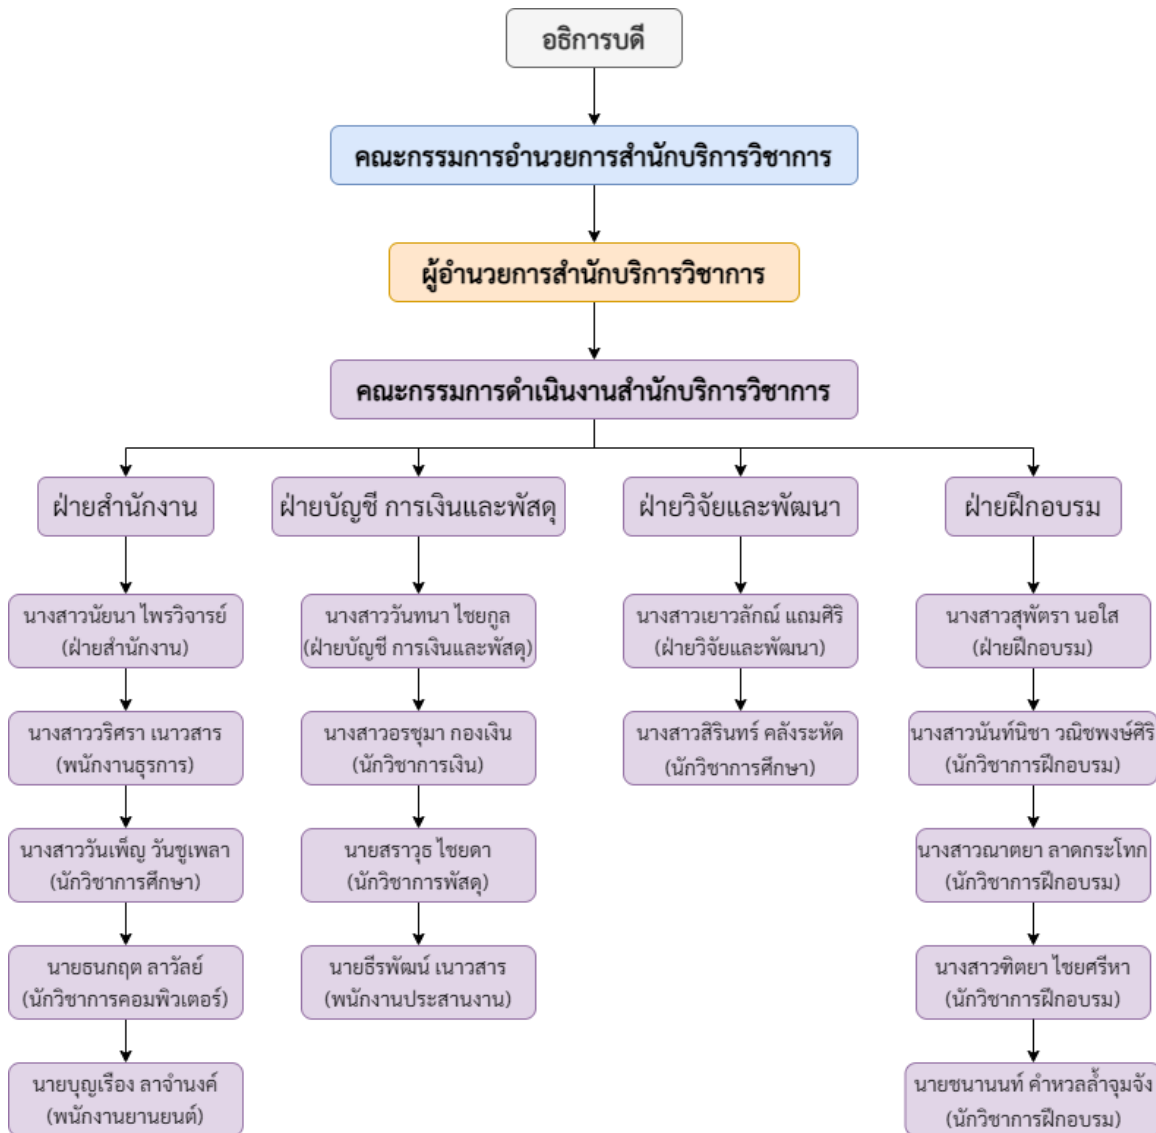 อธิการบดี
คณะกรรมการอำนวยการสำนักบริการวิชาการ
ผู้อำนวยการสำนักบริการวิชาการ
คณะกรรมการดำเนินงานสำนักบริการวิชาการ
ฝ่ายสำนักงาน
ฝ่ายบัญชี การเงินและพัสดุ
ฝ่ายวิจัยและพัฒนา
ฝ่ายฝึกอบรม
นางสาวนัยนา ไพรวิจารย์
(ฝ่ายสำนักงาน)
นางสาววันทนา ไชยกูล
(ฝ่ายบัญชี การเงินและพัสดุ)
นางสาวเยาวลักณ์ แถมศิริ
(ฝ่ายวิจัยและพัฒนา)
นางสาวสุพัตรา นอใส
(ฝ่ายฝึกอบรม)
นางสาววริศรา เนาวสาร
(พนักงานธุรการ)
นางสาวอรชุมา กองเงิน
(นักวิชาการเงิน)
นางสาวสิรินทร์ คลังระหัด
(นักวิชาการศึกษา)
นางสาวนันท์นิชา วณิชพงษ์ศิริ
(นักวิชาการฝึกอบรม)
นางสาววันเพ็ญ วันชูเพลา
(นักวิชาการศึกษา)
นายสราวุธ ไชยดา
(นักวิชาการพัสดุ)
นางสาวณาตยา ลาดกระโทก
(นักวิชาการฝึกอบรม)
นายธนกฤต ลาวัลย์
(นักวิชาการคอมพิวเตอร์)
นายธีรพัฒน์ เนาวสาร
(พนักงานประสานงาน)
นางสาวฑิตยา ไชยศรีหา
(นักวิชาการฝึกอบรม)
นายบุญเรือง ลาจำนงค์
(พนักงานยานยนต์)
นายชนานนท์ คำหวลล้ำจุมจัง
(นักวิชาการฝึกอบรม)